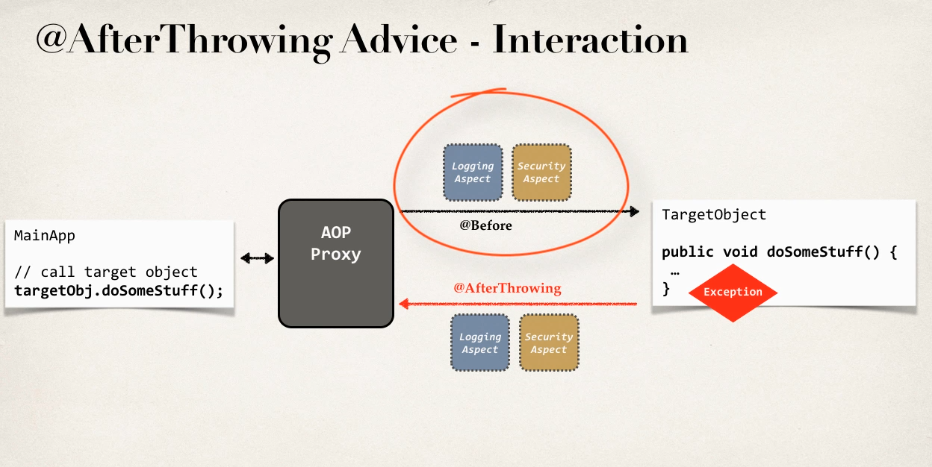 @AfterThrowing Advice - Interaction
Logging
Aspect
Security
Aspect
@Before
MainApp
// call target object
targetObj.doSomeStuff();
AOP
Proxy
TargetObject
public void doSomeStuff() {
…
}
Exception
@AfterThrowing
Logging
Aspect
Security
Aspect